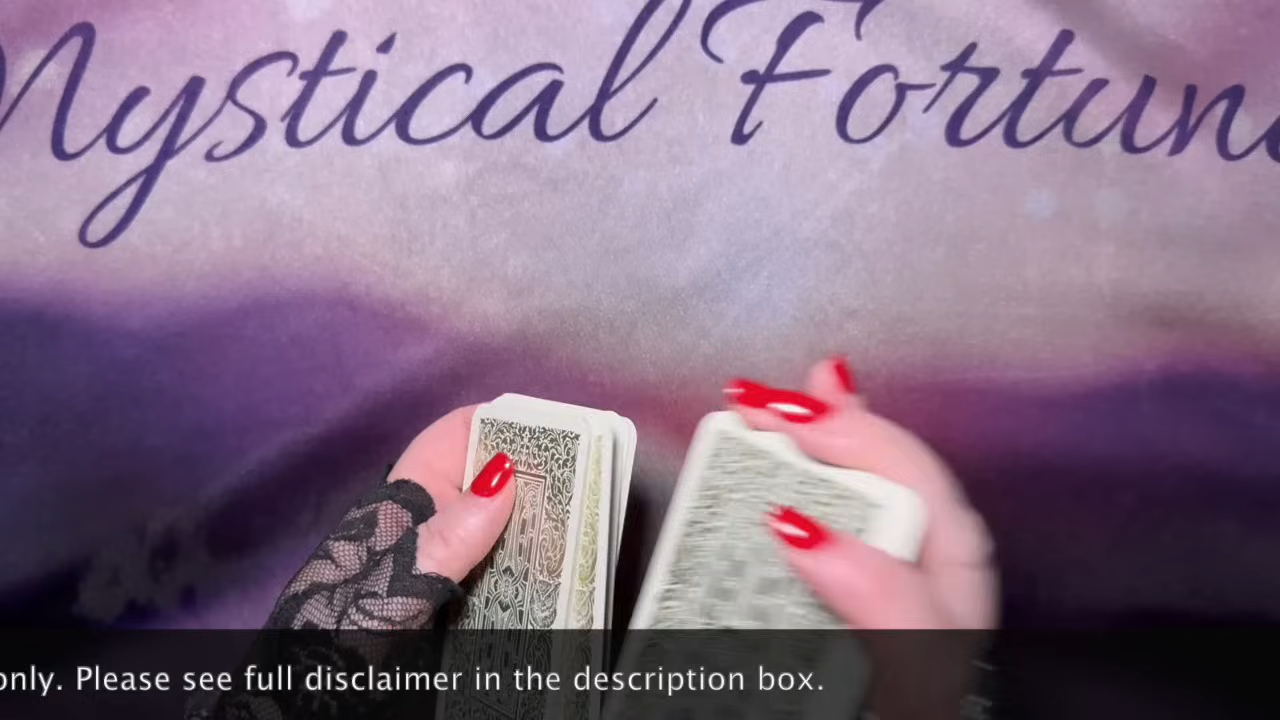 Mystical Fortun
only. Please see full disclaimer in the description box.